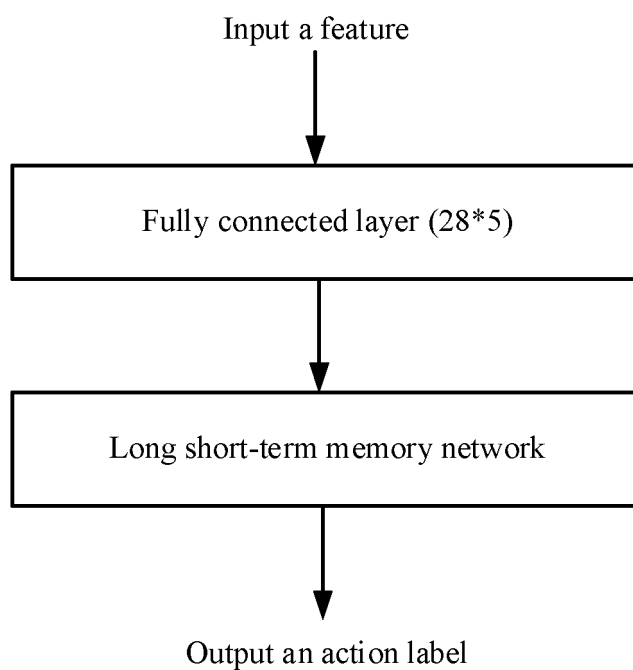 Input a feature
Fully connected layer (28*5)
Long short-term memory network
Output an action label